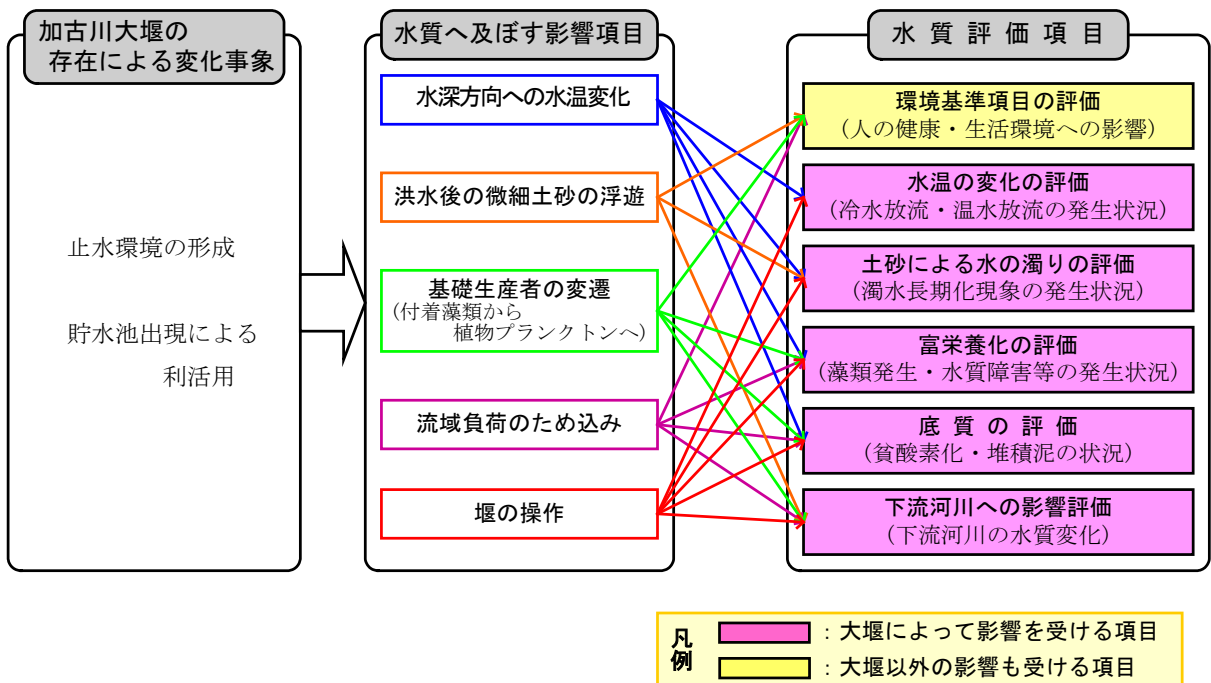 加古川大堰の
存在による変化事象
止水環境の形成
貯水池出現による
利活用
水質へ及ぼす影響項目
水深方向への水温変化
洪水後の微細土砂の浮遊
基礎生産者の変遷
(付着藻類から
植物プランクトンへ)
流域負荷のため込み
堰の操作
水質評価項目
環境基準項目の評価
(人の健康・生活環境への影響)
水温の変化の評価
(冷水放流・温水放流の発生状況)
土砂による水の濁りの評価
(濁水長期化現象の発生状況)
富栄養化の評価
(藻類発生・水質障害等の発生状況)
底質の評価
(貧酸素化・堆積泥の状況)
下流河川への影響評価
(下流河川の水質変化)
凡例
：大堰によって影響を受ける項目
：大堰以外の影響も受ける項目